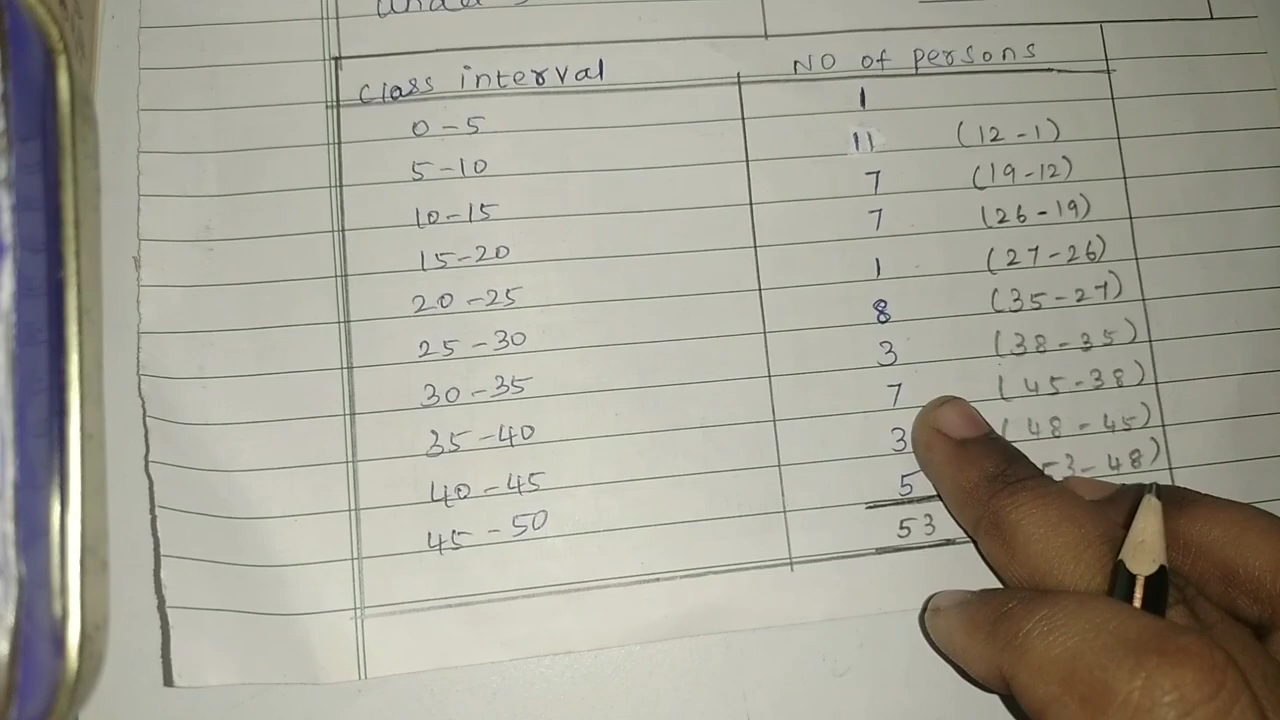 class interval NO of persons
0-5 1
5-10 11 (12-1)
10-15 7 (19-12)
15-20 7 (26-19)
20-25 1 (27-26)
25-30 8 (35-27)
30-35 3 (38-35)
35-40 7 (45-38)
40-45 3 (48-45)
45-50 5 53-48)
53